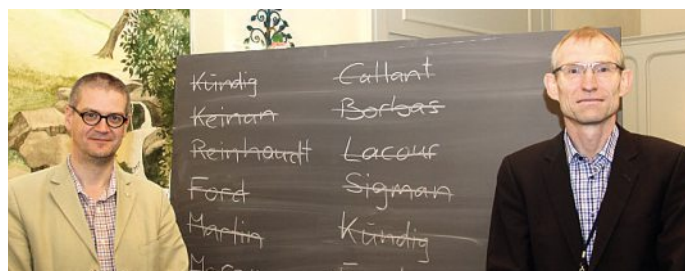 Kündig
Keinan
Reinhoudt
Ford
Martin
Callant
Borbas
Lacour
Sigman
Kündig